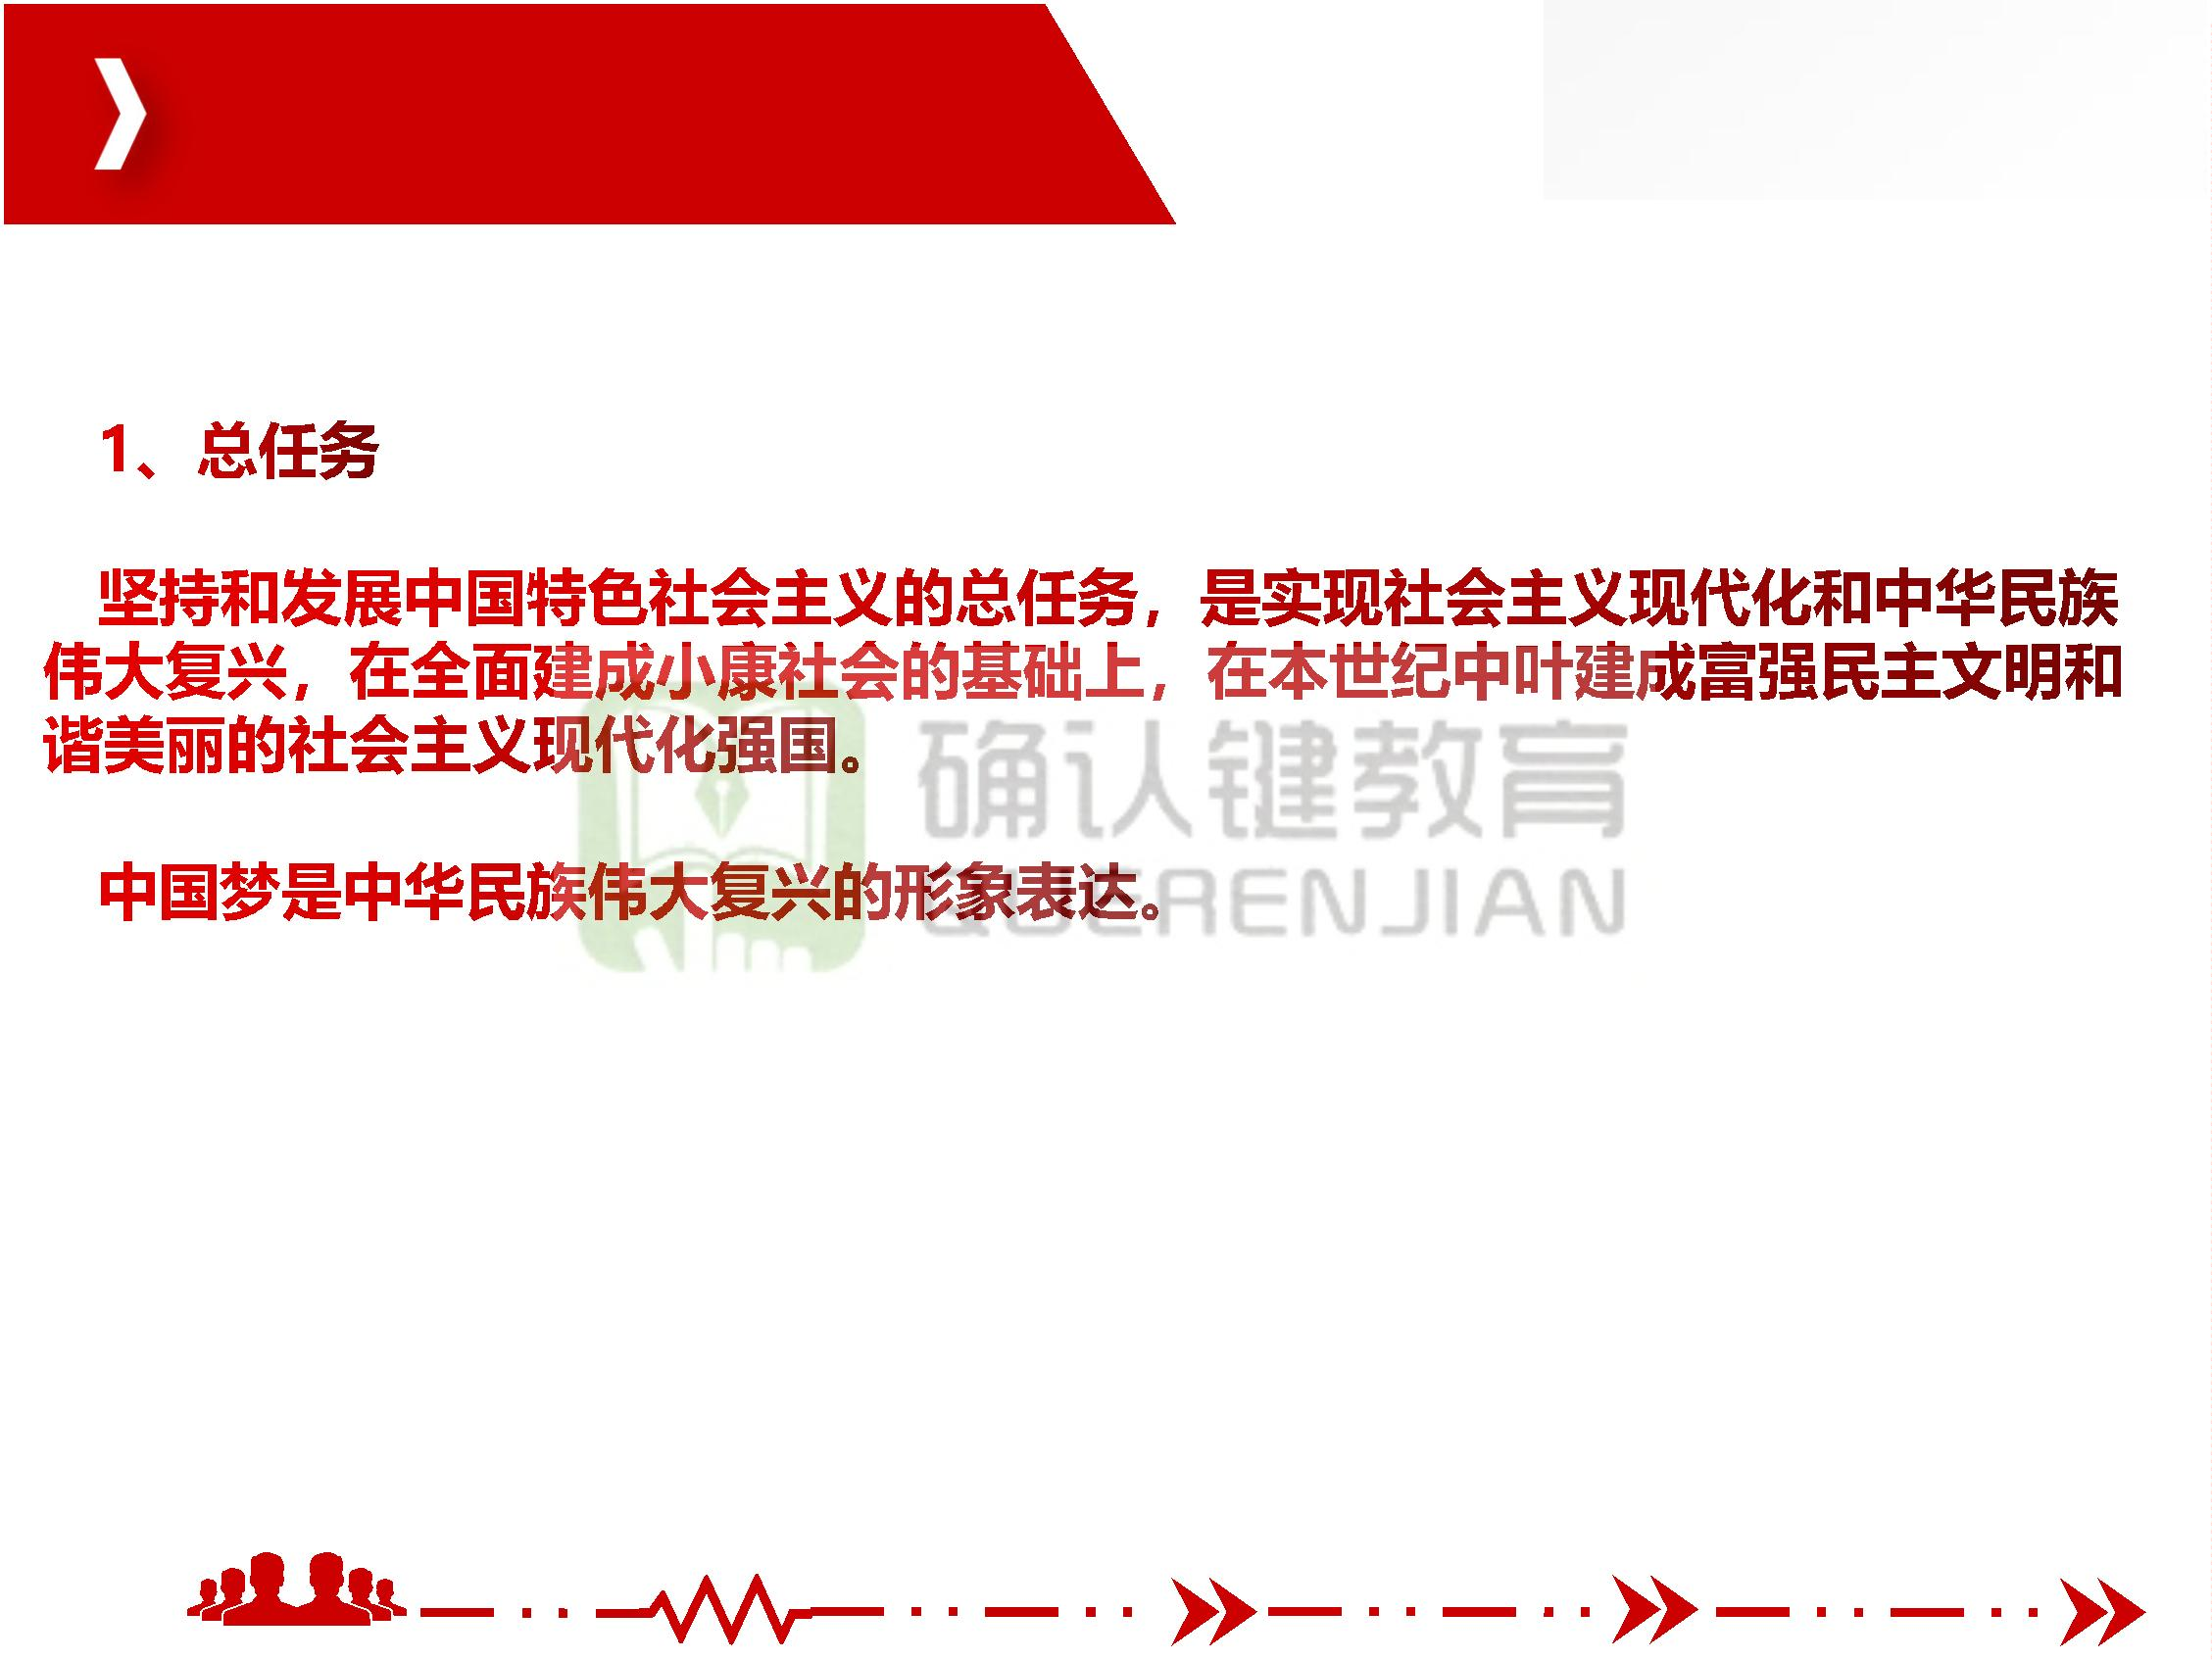 1、总任务
坚持和发展中国特色社会主义的总任务，是实现社会主义现代化和中华民族
伟大复兴，在全面建成小康社会的基础上，在本世纪中叶建成富强民主文明和
谐美丽的社会主义现代化强国。
确认键教育
中国梦是中华民族伟大复兴的形象表达。
QUERENJIAN